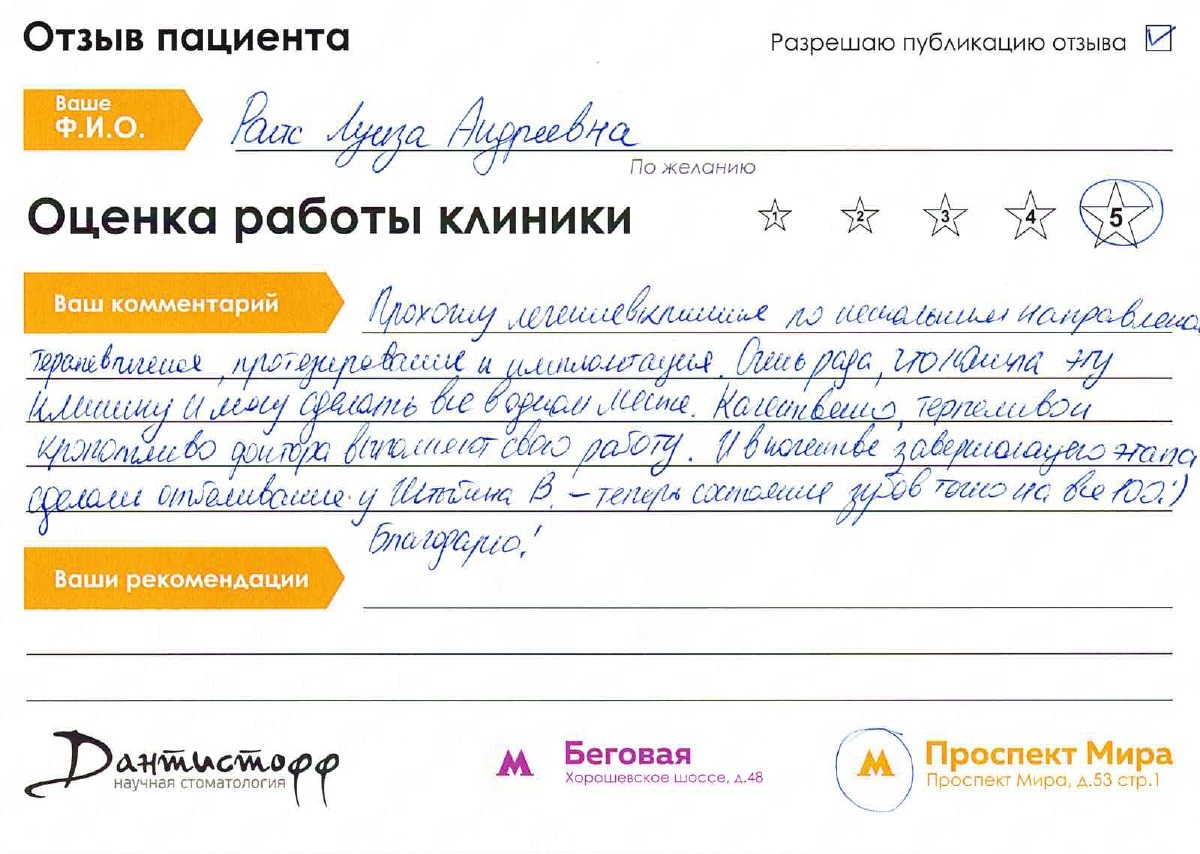 Отзыв пациента
Разрешаю публикацию отзыва
Ваше
Ф.И.О.
Раис Луиза Андреевна
По желанию
Оценка работы клиники
1 2 3 4 5
Ваш комментарий
Прохожу лечение в клинике по нескольким направлениям
терапевтическая, протезирование и имплантация. Очень рада, что нашла эту
клинику и могу сделать все в одном месте. Качественно, терпеливо и
кропотливо доктора выполняют свою работу. И в качестве завершающего этапа
сделали отбеливание у Штыбина В. – теперь состояние зубов точно на все 100:)
Благодарю!
Ваши рекомендации
Дантистофф
научная стоматология
Беговая
Хорошевское шоссе, д.48
Проспект Мира
Проспект Мира, д.53 стр.1